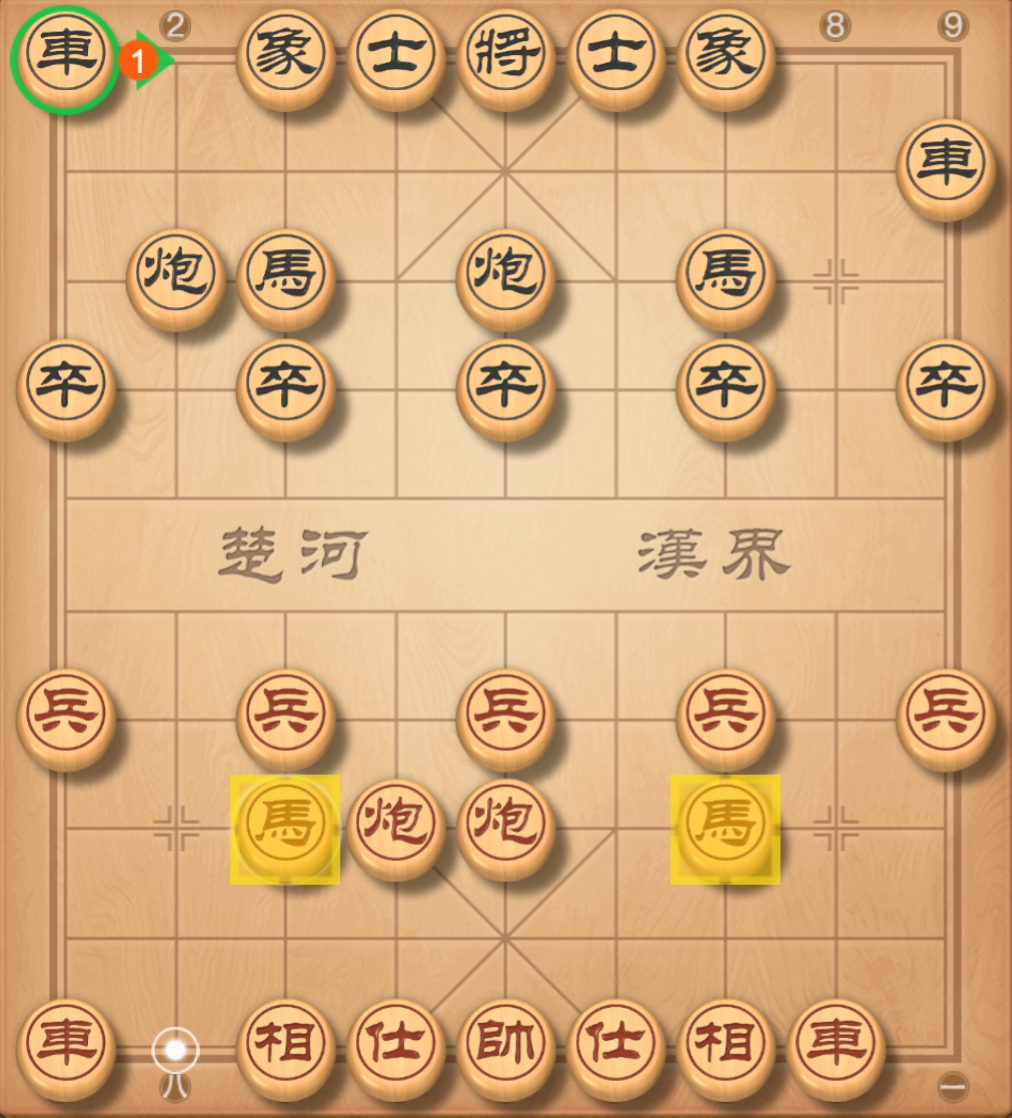 2 8 9
車 1 象 士 將 士 象
車
炮 馬 炮 馬
卒 卒 卒 卒 卒
楚河 漢界
兵 兵 兵 兵 兵
馬 炮 炮 馬
車 相 仕 帥 仕 相 車
八 一